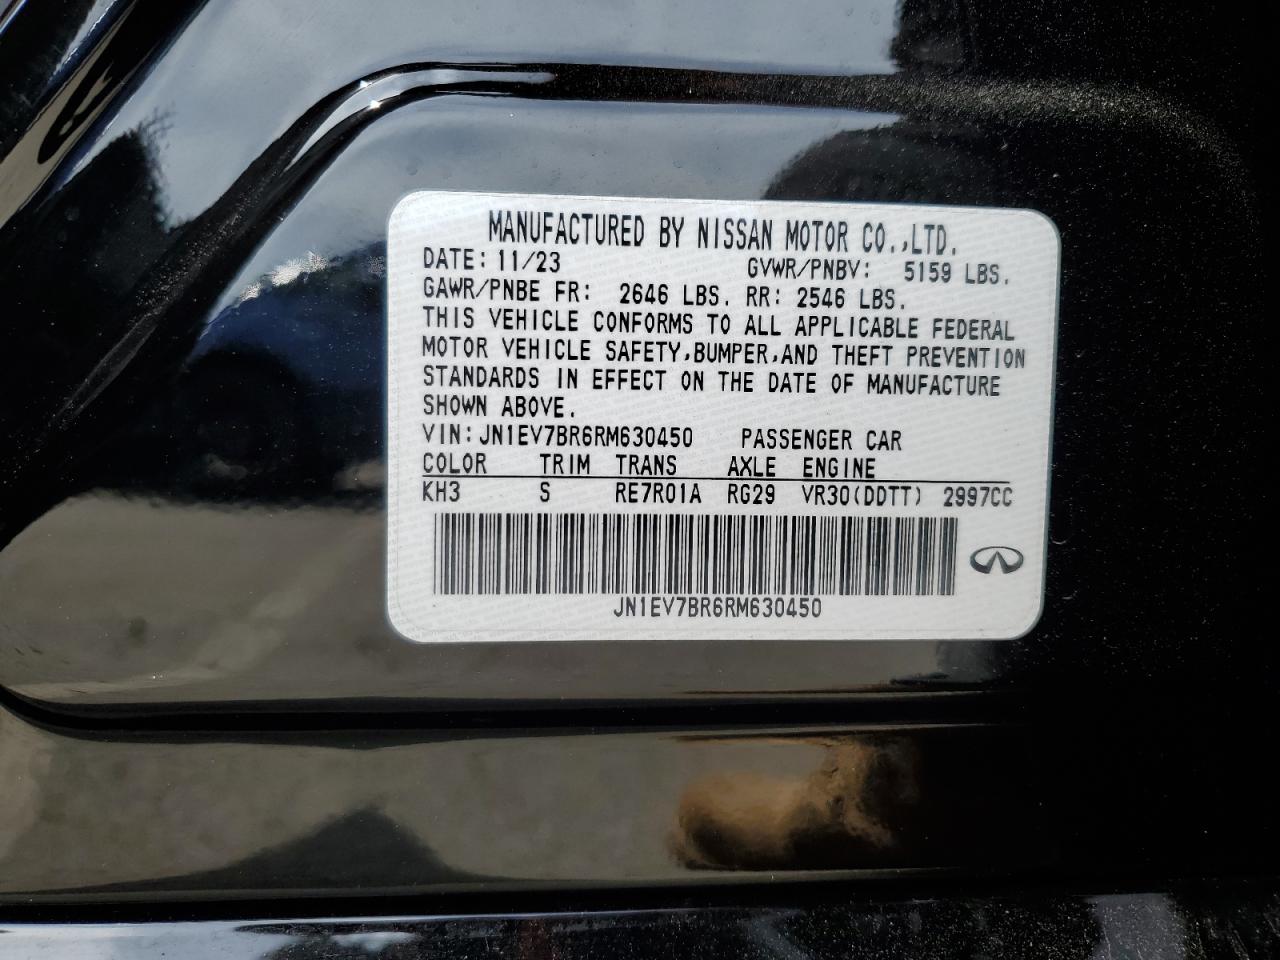 MANUFACTURED BY NISSAN MOTOR CO.,LTD.
DATE: 11/23 GVWR/PNBV: 5159 LBS.
GAWR/PNBE FR: 2646 LBS. RR: 2546 LBS.
THIS VEHICLE CONFORMS TO ALL APPLICABLE FEDERAL
MOTOR VEHICLE SAFETY,BUMPER,AND THEFT PREVENTION
STANDARDS IN EFFECT ON THE DATE OF MANUFACTURE
SHOWN ABOVE.
VIN: JN1EV7BR6RM630450 PASSENGER CAR
COLOR TRIM TRANS AXLE ENGINE
KH3 S RE7R01A RG29 VR30(DDTT) 2997CC
JN1EV7BR6RM630450